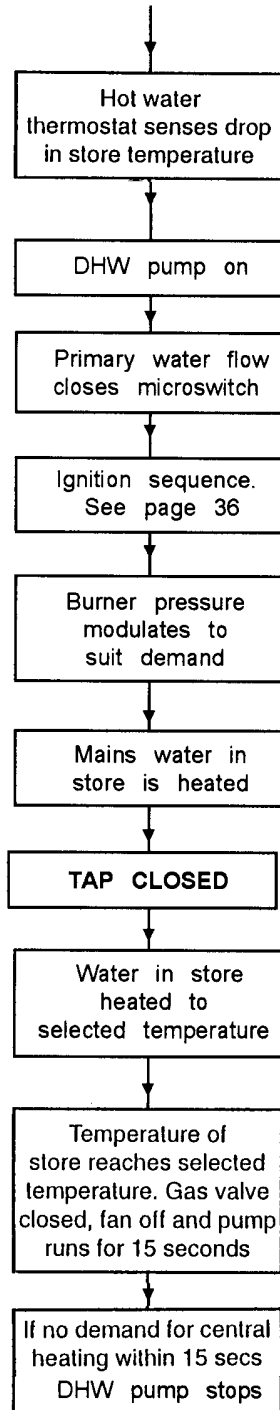 Hot water
thermostat senses drop
in store temperature
DHW pump on
Primary water flow
closes microswitch
Ignition sequence.
See page 36
Burner pressure
modulates to
suit demand
Mains water in
store is heated
TAP CLOSED
Water in store
heated to
selected temperature
Temperature of
store reaches selected
temperature. Gas valve
closed, fan off and pump
runs for 15 seconds
If no demand for central
heating within 15 secs
DHW pump stops